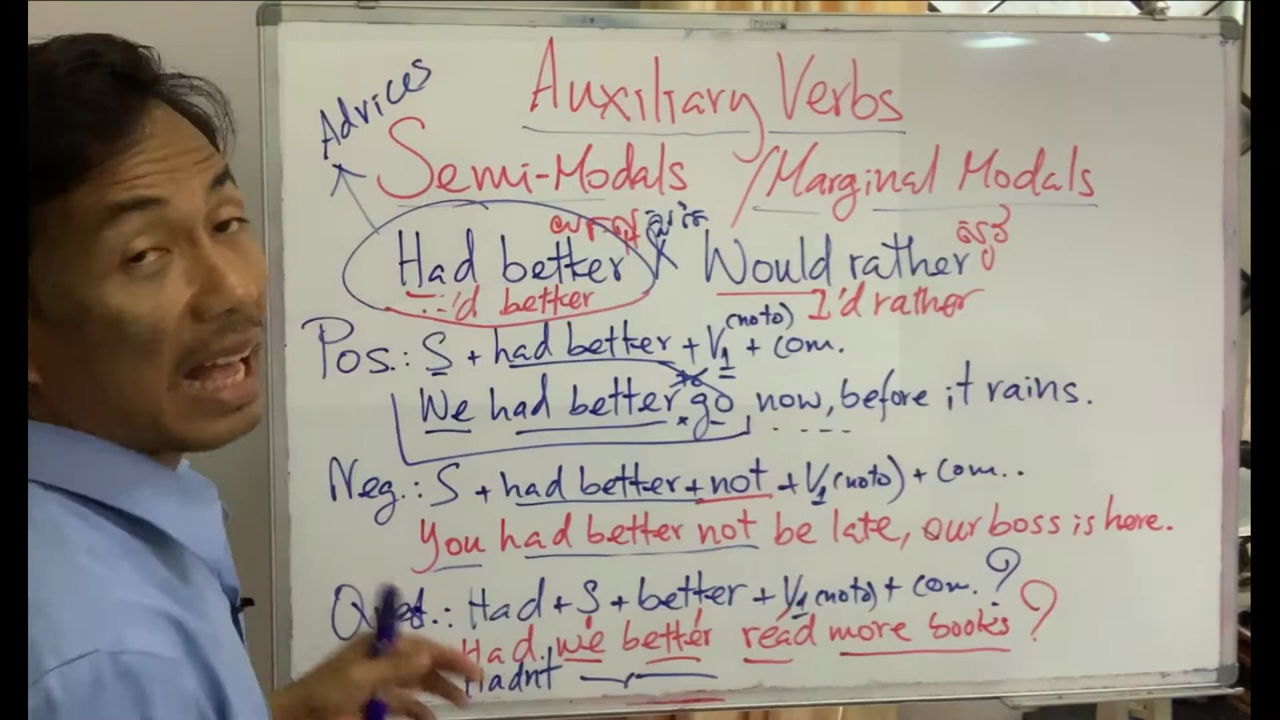 Auxiliary Verbs
Advices
Semi-Modals / Marginal Modals
Had better Would rather
...'d better I'd rather
Pos.: S + had better + V1 (no to) + com.
We had better go now, before it rains.
Neg.: S + had better + not + V1 (no to) + com..
You had better not be late, our boss is here.
Quest.: Had + S + better + V1 (no to) + com. ?
Had we better read more books ?
Hadn't